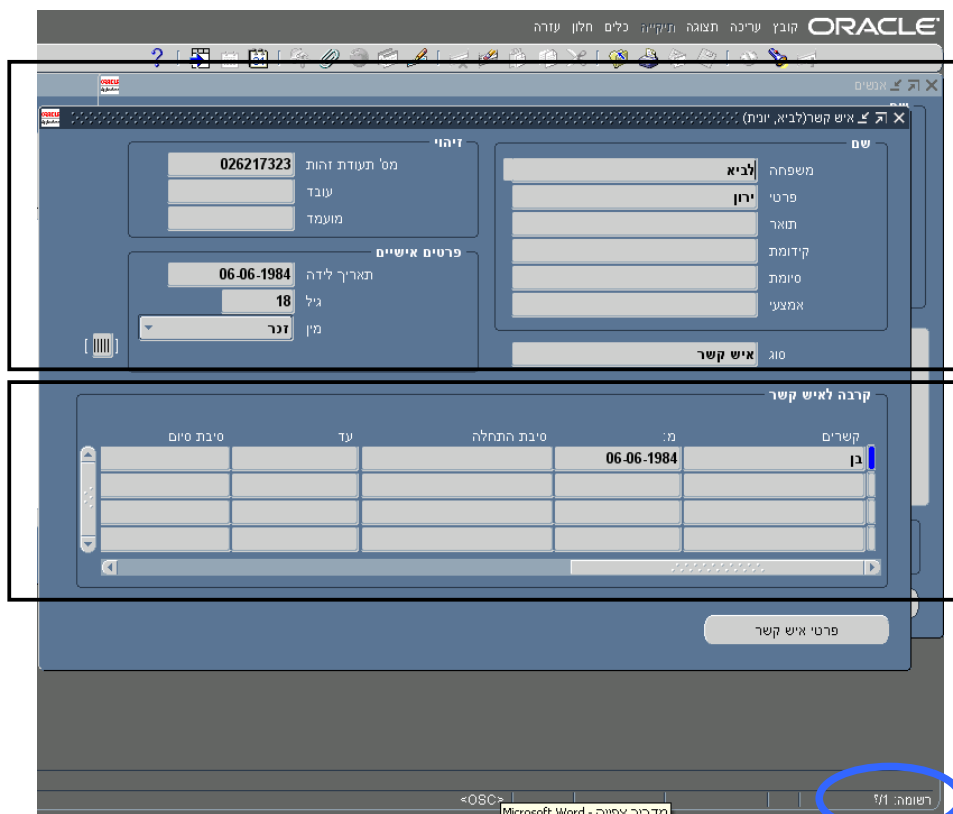 ORACLE קובץ עריכה תצוגה תיקייה כלים חלון עזרה
אנשים
שם
איש קשר(לביא, יונית)
שם
משפחה לביא
פרטי ירון
תואר
קידומת
סיומת
אמצעי
סוג איש קשר
זיהוי
מס' תעודת זהות 026217323
עובד
מועמד
פרטים אישיים
תאריך לידה 06-06-1984
גיל 18
מין זכר
קרבה לאיש קשר
קשרים מ: סיבת התחלה עד סיבת סיום
בן 06-06-1984
פרטי איש קשר
רשומה: 1/? <OSC>
מדריך צפייה - Microsoft Word